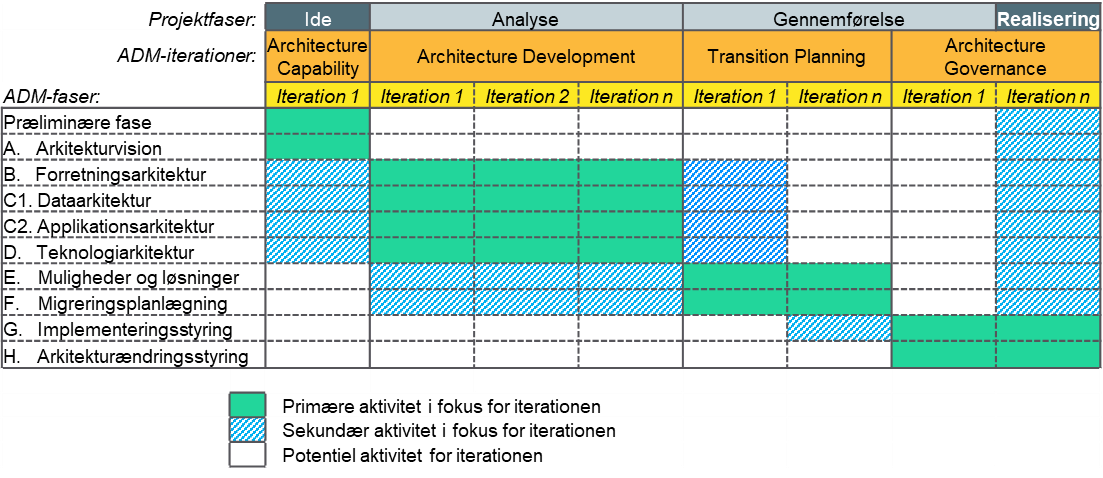 Projektfaser: Ide Analyse Gennemførelse Realisering
ADM-iterationer: Architecture Capability Architecture Development Transition Planning Architecture Governance
ADM-faser: Iteration 1 Iteration 1 Iteration 2 Iteration n Iteration 1 Iteration n Iteration 1 Iteration n
Præliminære fase
A. Arkitekturvision
B. Forretningsarkitektur
C1. Dataarkitektur
C2. Applikationsarkitektur
D. Teknologiarkitektur
E. Muligheder og løsninger
F. Migreringsplanlægning
G. Implementeringsstyring
H. Arkitekturændringsstyring
Primære aktivitet i fokus for iterationen
Sekundær aktivitet i fokus for iterationen
Potentiel aktivitet for iterationen